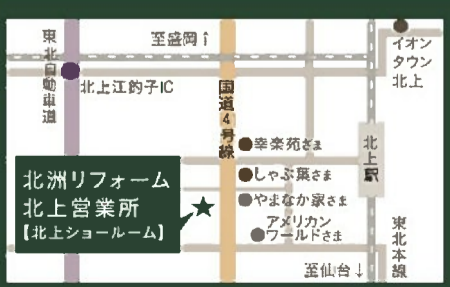 東北自動車道
至盛岡↑
イオン
タウン
北上
北上江釣子IC
国道4号線
幸楽苑さま
しゃぶ葉さま
やまなか家さま
アメリカン
ワールドさま
北上駅
北洲リフォーム
北上営業所
【北上ショールーム】
東北本線
至仙台↓